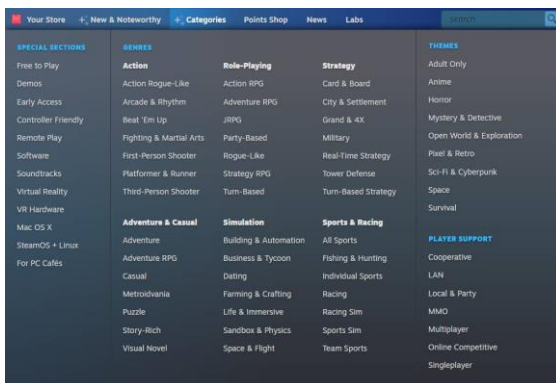 Your Store
New & Noteworthy
Categories
Points Shop
News
Labs
search
SPECIAL SECTIONS
Free to Play
Demos
Early Access
Controller Friendly
Remote Play
Software
Soundtracks
Virtual Reality
VR Hardware
Mac OS X
SteamOS + Linux
For PC Cafés
GENRES
Action
Action Rogue-Like
Arcade & Rhythm
Beat 'Em Up
Fighting & Martial Arts
First-Person Shooter
Platformer & Runner
Third-Person Shooter
Role-Playing
Action RPG
Adventure RPG
JRPG
Party-Based
Rogue-Like
Strategy RPG
Turn-Based
Strategy
Card & Board
City & Settlement
Grand & 4X
Military
Real-Time Strategy
Tower Defense
Turn-Based Strategy
Adventure & Casual
Adventure
Adventure RPG
Casual
Metroidvania
Puzzle
Story-Rich
Visual Novel
Simulation
Building & Automation
Business & Tycoon
Dating
Farming & Crafting
Life & Immersive
Sandbox & Physics
Space & Flight
Sports & Racing
All Sports
Fishing & Hunting
Individual Sports
Racing
Racing Sim
Sports Sim
Team Sports
THEMES
Adult Only
Anime
Horror
Mystery & Detective
Open World & Exploration
Pixel & Retro
Sci-Fi & Cyberpunk
Space
Survival
PLAYER SUPPORT
Cooperative
LAN
Local & Party
MMO
Multiplayer
Online Competitive
Singleplayer